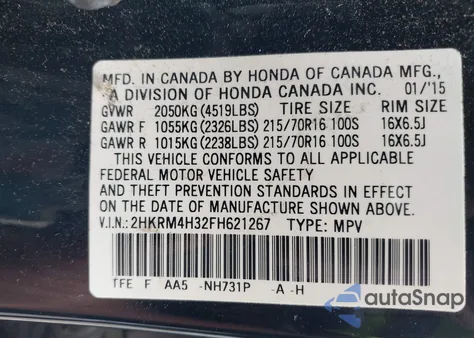 MFD. IN CANADA BY HONDA OF CANADA MFG.,
A DIVISION OF HONDA CANADA INC. 01/'15
GVWR 2050KG (4519LBS) TIRE SIZE RIM SIZE
GAWR F 1055KG (2326LBS) 215/70R16 100S 16X6.5J
GAWR R 1015KG (2238LBS) 215/70R16 100S 16X6.5J
THIS VEHICLE CONFORMS TO ALL APPLICABLE
FEDERAL MOTOR VEHICLE SAFETY
AND THEFT PREVENTION STANDARDS IN EFFECT
ON THE DATE OF MANUFACTURE SHOWN ABOVE.
V.I.N.: 2HKRM4H32FH621267 TYPE: MPV
TFE F AA5 -NH731P -A -H
autoSnap